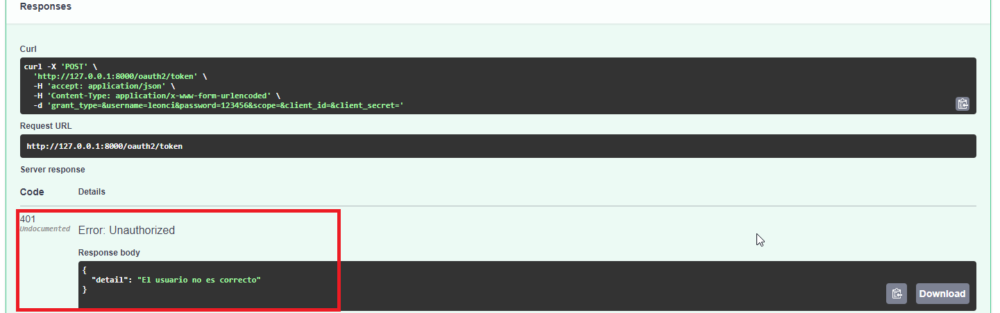 Responses
Curl
curl -X 'POST' \
'http://127.0.0.1:8000/oauth2/token' \
-H 'accept: application/json' \
-H 'Content-Type: application/x-www-form-urlencoded' \
-d 'grant_type=&username=leonci&password=123456&scope=&client_id=&client_secret='
Request URL
http://127.0.0.1:8000/oauth2/token
Server response
Code Details
401
Undocumented
Error: Unauthorized
Response body
{
"detail": "El usuario no es correcto"
}
Download